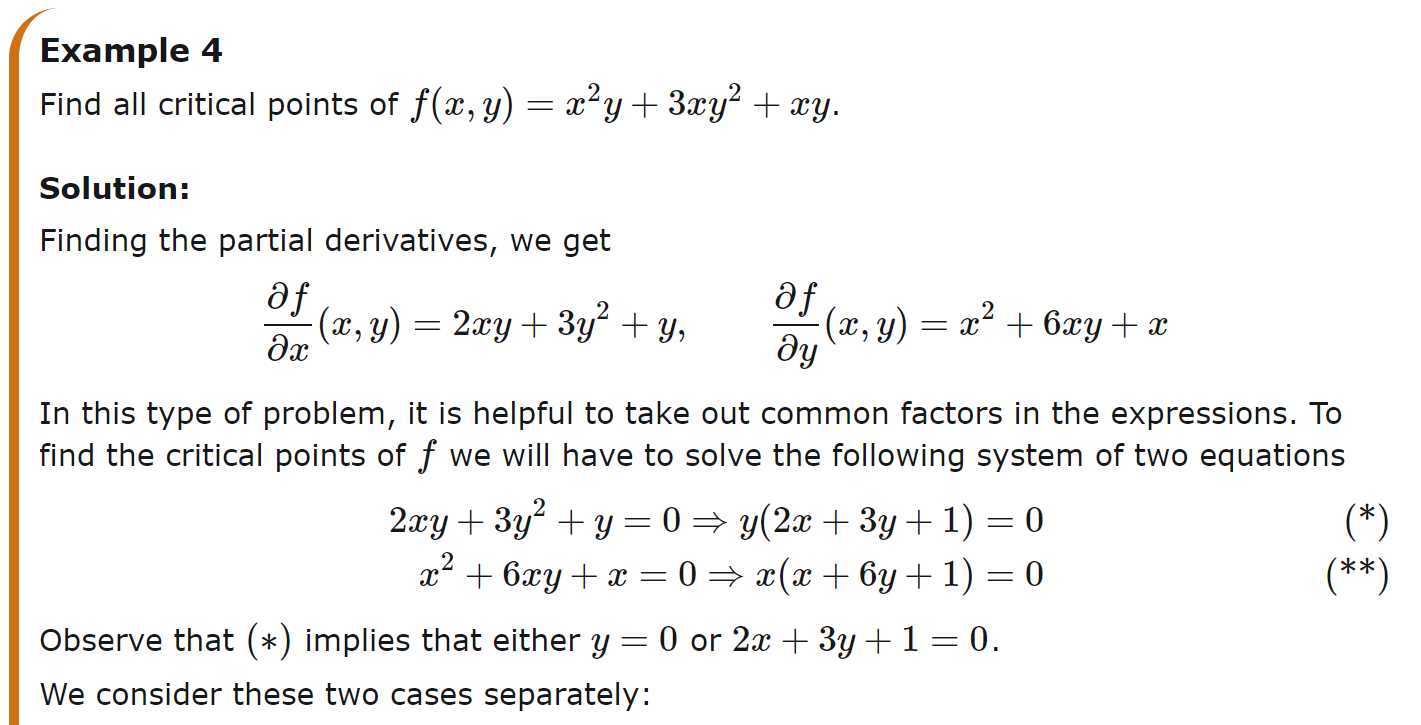 Example 4
Find all critical points of f(x, y) = x²y + 3xy² + xy.
Solution:
Finding the partial derivatives, we get
∂f/∂x (x, y) = 2xy + 3y² + y, ∂f/∂y (x, y) = x² + 6xy + x
In this type of problem, it is helpful to take out common factors in the expressions. To
find the critical points of f we will have to solve the following system of two equations
2xy + 3y² + y = 0 ⇒ y(2x + 3y + 1) = 0 (*)
x² + 6xy + x = 0 ⇒ x(x + 6y + 1) = 0 (**)
Observe that (*) implies that either y = 0 or 2x + 3y + 1 = 0.
We consider these two cases separately: